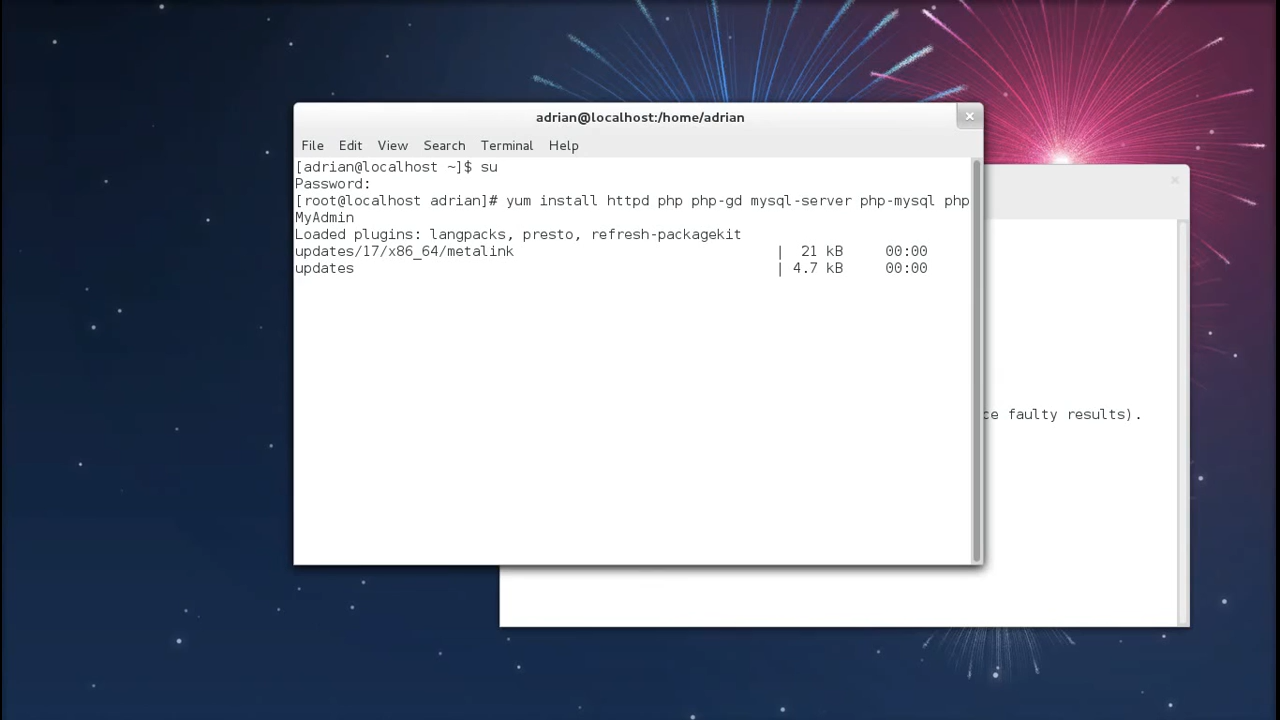 adrian@localhost:/home/adrian
File Edit View Search Terminal Help
[adrian@localhost ~]$ su
Password:
[root@localhost adrian]# yum install httpd php php-gd mysql-server php-mysql php
MyAdmin
Loaded plugins: langpacks, presto, refresh-packagekit
updates/17/x86_64/metalink | 21 kB 00:00
updates | 4.7 kB 00:00
ce faulty results).